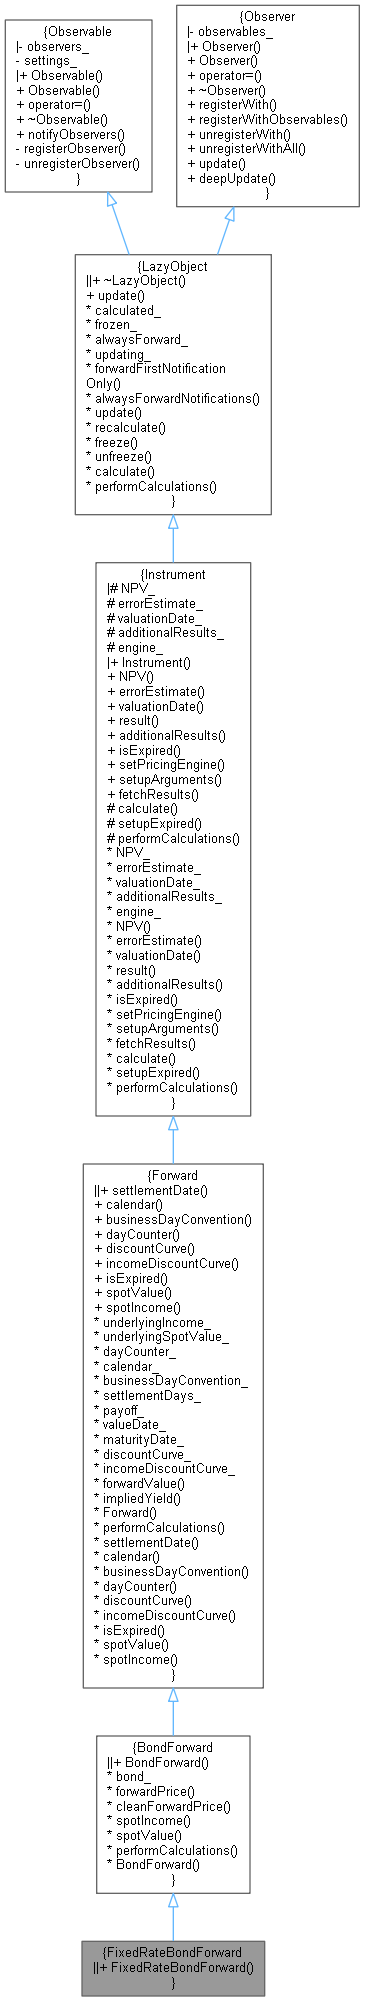 {Observable
|- observers_
- settings_
|+ Observable()
+ Observable()
+ operator=()
+ ~Observable()
+ notifyObservers()
- registerObserver()
- unregisterObserver()
}
{Observer
|- observables_
|+ Observer()
+ Observer()
+ operator=()
+ ~Observer()
+ registerWith()
+ registerWithObservables()
+ unregisterWith()
+ unregisterWithAll()
+ update()
+ deepUpdate()
}
{LazyObject
||+ ~LazyObject()
+ update()
* calculated_
* frozen_
* alwaysForward_
* updating_
* forwardFirstNotification
Only()
* alwaysForwardNotifications()
* update()
* recalculate()
* freeze()
* unfreeze()
* calculate()
* performCalculations()
}
{Instrument
|# NPV_
# errorEstimate_
# valuationDate_
# additionalResults_
# engine_
|+ Instrument()
+ NPV()
+ errorEstimate()
+ valuationDate()
+ result()
+ additionalResults()
+ isExpired()
+ setPricingEngine()
+ setupArguments()
+ fetchResults()
# calculate()
# setupExpired()
# performCalculations()
* NPV_
* errorEstimate_
* valuationDate_
* additionalResults_
* engine_
* NPV()
* errorEstimate()
* valuationDate()
* result()
* additionalResults()
* isExpired()
* setPricingEngine()
* setupArguments()
* fetchResults()
* calculate()
* setupExpired()
* performCalculations()
}
{Forward
||+ settlementDate()
+ calendar()
+ businessDayConvention()
+ dayCounter()
+ discountCurve()
+ incomeDiscountCurve()
+ isExpired()
+ spotValue()
+ spotIncome()
* underlyingIncome_
* underlyingSpotValue_
* dayCounter_
* calendar_
* businessDayConvention_
* settlementDays_
* payoff_
* valueDate_
* maturityDate_
* discountCurve_
* incomeDiscountCurve_
* forwardValue()
* impliedYield()
* Forward()
* performCalculations()
* settlementDate()
* calendar()
* businessDayConvention()
* dayCounter()
* discountCurve()
* incomeDiscountCurve()
* isExpired()
* spotValue()
* spotIncome()
}
{BondForward
||+ BondForward()
* bond_
* forwardPrice()
* cleanForwardPrice()
* spotIncome()
* spotValue()
* performCalculations()
* BondForward()
}
{FixedRateBondForward
||+ FixedRateBondForward()
}